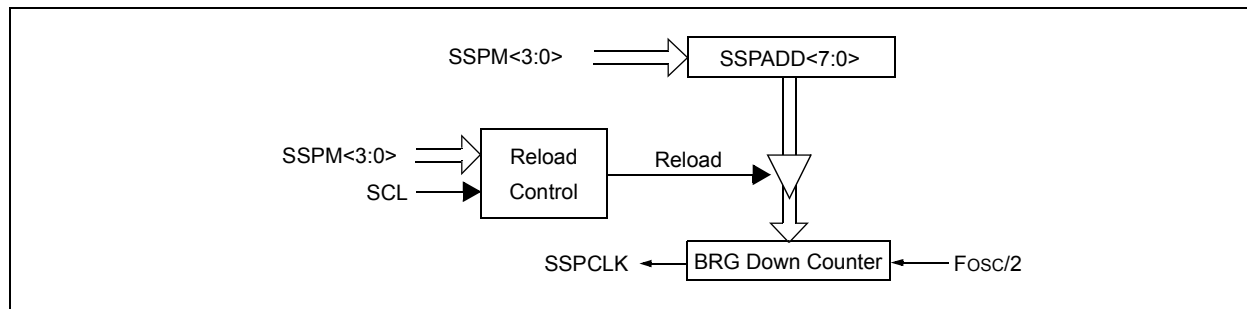 SSPM<3:0>
SSPADD<7:0>
SSPM<3:0>
SCL
Reload
Control
Reload
SSPCLK
BRG Down Counter
FOSC/2